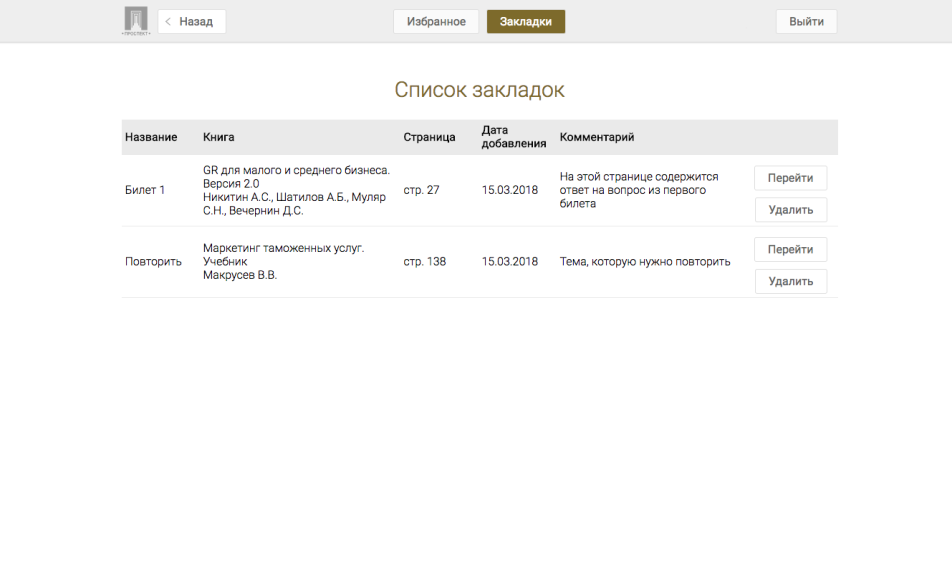 • ПРОСПЕКТ •
Назад
Избранное
Закладки
Выйти
Список закладок
Название
Книга
Страница
Дата
добавления
Комментарий
Билет 1
GR для малого и среднего бизнеса.
Версия 2.0
Никитин А.С., Шатилов А.Б., Муляр
С.Н., Вечернин Д.С.
стр. 27
15.03.2018
На этой странице содержится
ответ на вопрос из первого
билета
Перейти
Удалить
Повторить
Маркетинг таможенных услуг.
Учебник
Макрусев В.В.
стр. 138
15.03.2018
Тема, которую нужно повторить
Перейти
Удалить